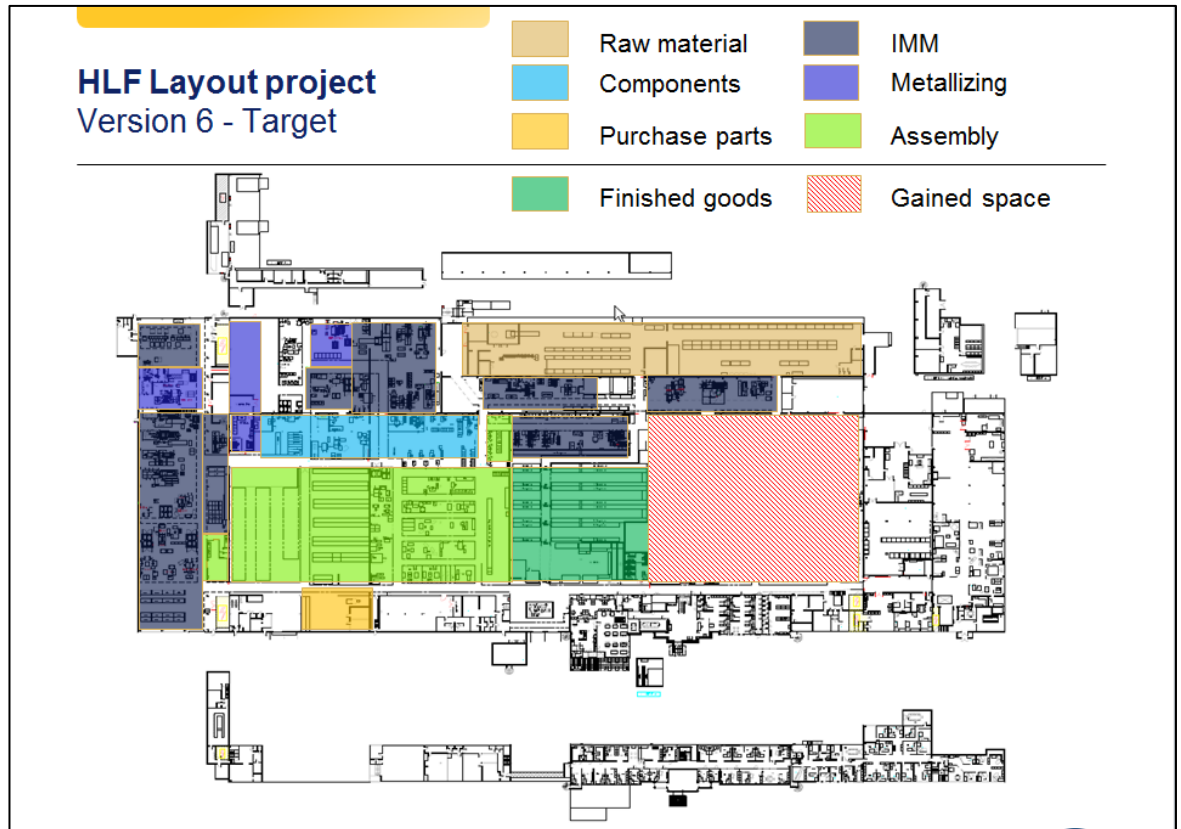 HLF Layout project
Version 6 - Target
Raw material
IMM
Components
Metallizing
Purchase parts
Assembly
Finished goods
Gained space